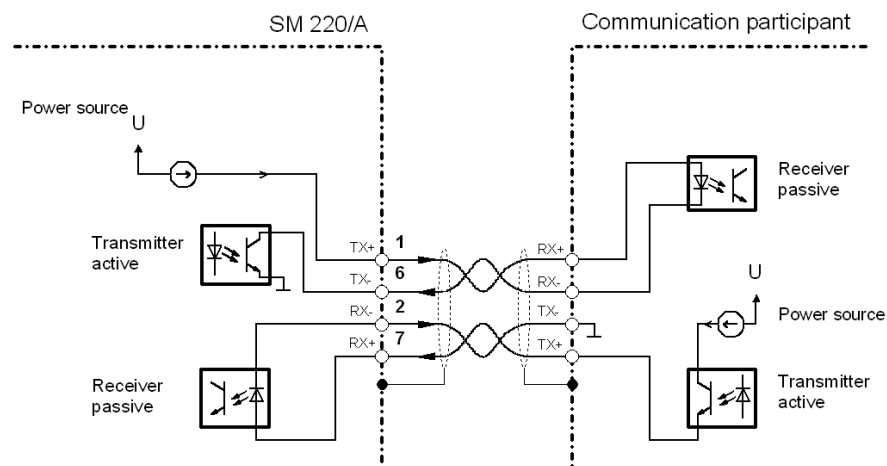 SM 220/A
Communication participant
Power source
U
Receiver
passive
Transmitter
active
TX+
1
RX+
TX-
6
RX-
RX-
2
TX-
RX+
7
TX+
U
Power source
Receiver
passive
Transmitter
active